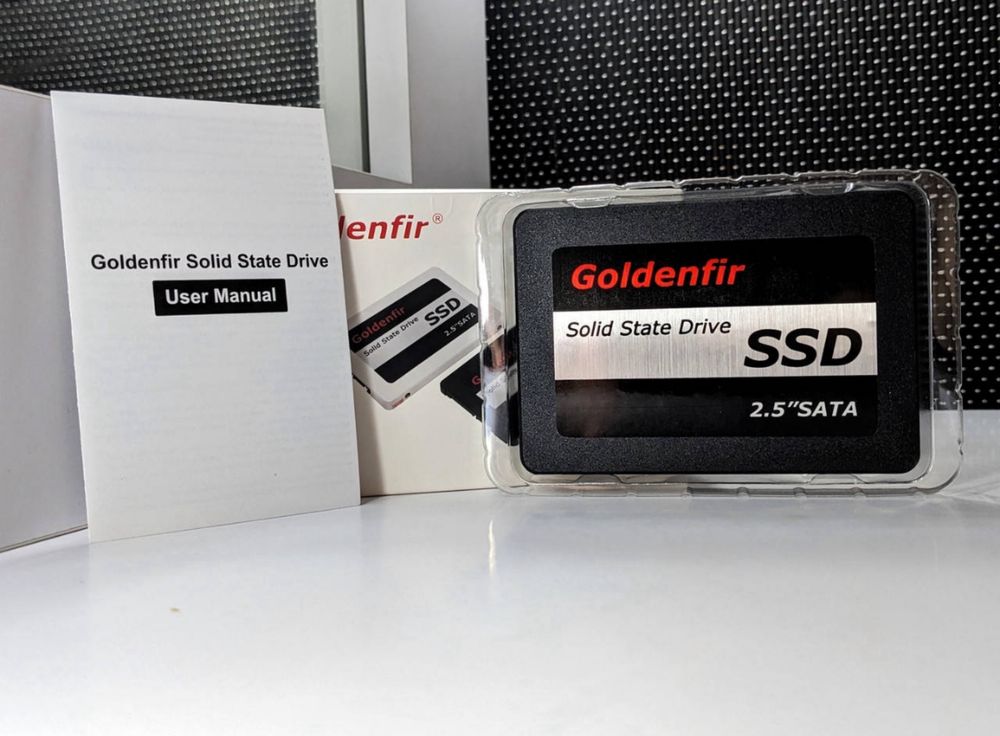 Goldenfir Solid State Drive
User Manual
lenfir®
Goldenfir
Solid State Drive
SSD
2.5"SATA
Goldenfir
Solid State Drive
SSD
2.5”SATA